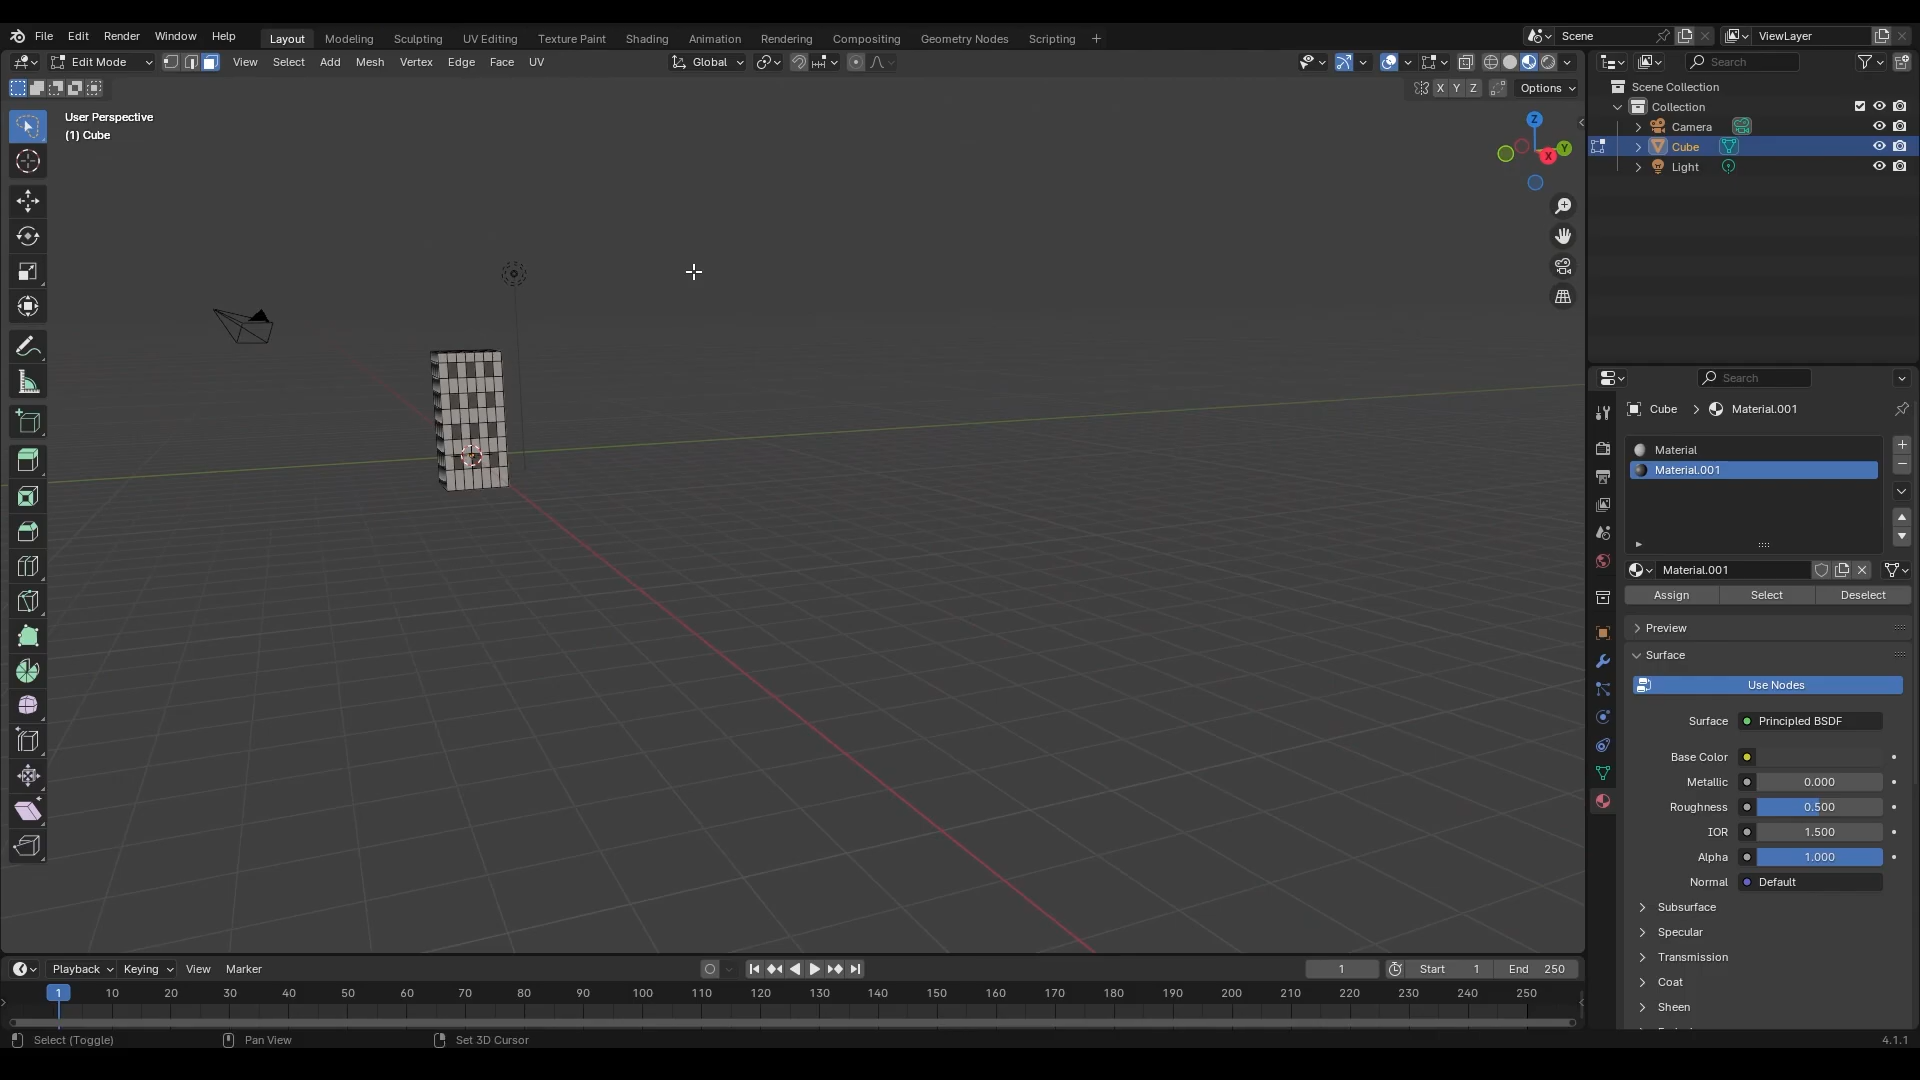 File Edit Render Window Help Layout Modeling Sculpting UV Editing Texture Paint Shading Animation Rendering Compositing Geometry Nodes Scripting + Scene ViewLayer
Edit Mode View Select Add Mesh Vertex Edge Face UV Global Search
X Y Z Options
User Perspective
(1) Cube
Z
Y
X
Scene Collection
Collection
Camera
Cube
Light
Search
Cube > Material.001
Material
Material.001
Material.001
Assign Select Deselect
Preview
Surface
Use Nodes
Surface Principled BSDF
Base Color
Metallic 0.000
Roughness 0.500
IOR 1.500
Alpha 1.000
Normal Default
Subsurface
Specular
Transmission
Coat
Sheen
Playback Keying View Marker 1 Start 1 End 250
1 10 20 30 40 50 60 70 80 90 100 110 120 130 140 150 160 170 180 190 200 210 220 230 240 250
Select (Toggle) Pan View Set 3D Cursor 4.1.1